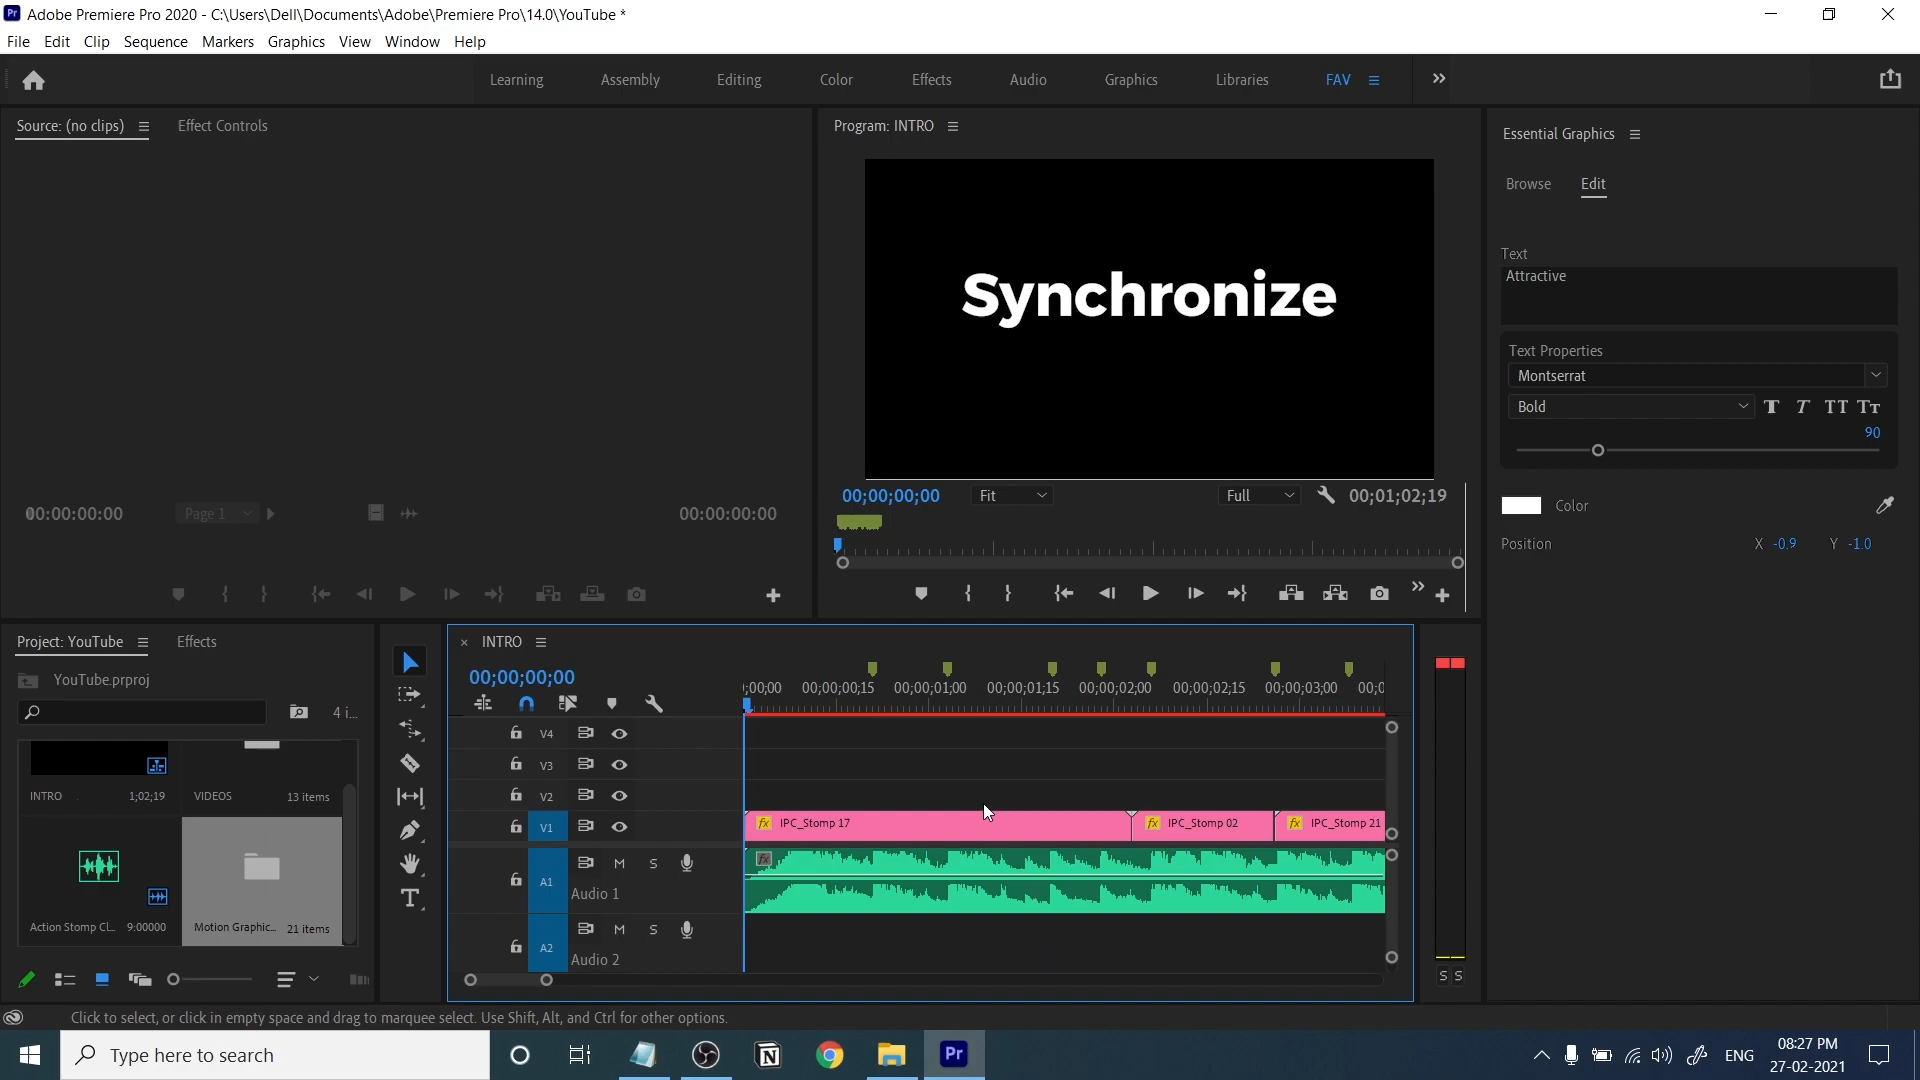 Adobe Premiere Pro 2020 - C:\Users\Dell\Documents\Adobe\Premiere Pro\14.0\YouTube *
File Edit Clip Sequence Markers Graphics View Window Help
Learning Assembly Editing Color Effects Audio Graphics Libraries FAV
Source: (no clips) Effect Controls
Program: INTRO
Essential Graphics
Browse Edit
Synchronize
Text
Attractive
Text Properties
Montserrat
Bold
90
Color
Position X -0.9 Y -1.0
00;00;00;00 Fit Full 00;01;02;19
00:00:00:00 Page 1 00:00:00:00
Project: YouTube Effects
YouTube.prproj
4 i...
INTRO 1;02;19
VIDEOS 13 items
Action Stomp Cl... 9:00000
Motion Graphic... 21 items
INTRO
00;00;00;00
;00;00 00;00;00;15 00;00;01;00 00;00;01;15 00;00;02;00 00;00;02;15 00;00;03;00 00;0
V4
V3
V2
V1 fx IPC_Stomp 17 fx IPC_Stomp 02 fx IPC_Stomp 21
A1 M S fx
Audio 1
A2 M S
Audio 2
S S
Click to select, or click in empty space and drag to marquee select. Use Shift, Alt, and Ctrl for other options.
Type here to search
Pr
ENG
08:27 PM
27-02-2021